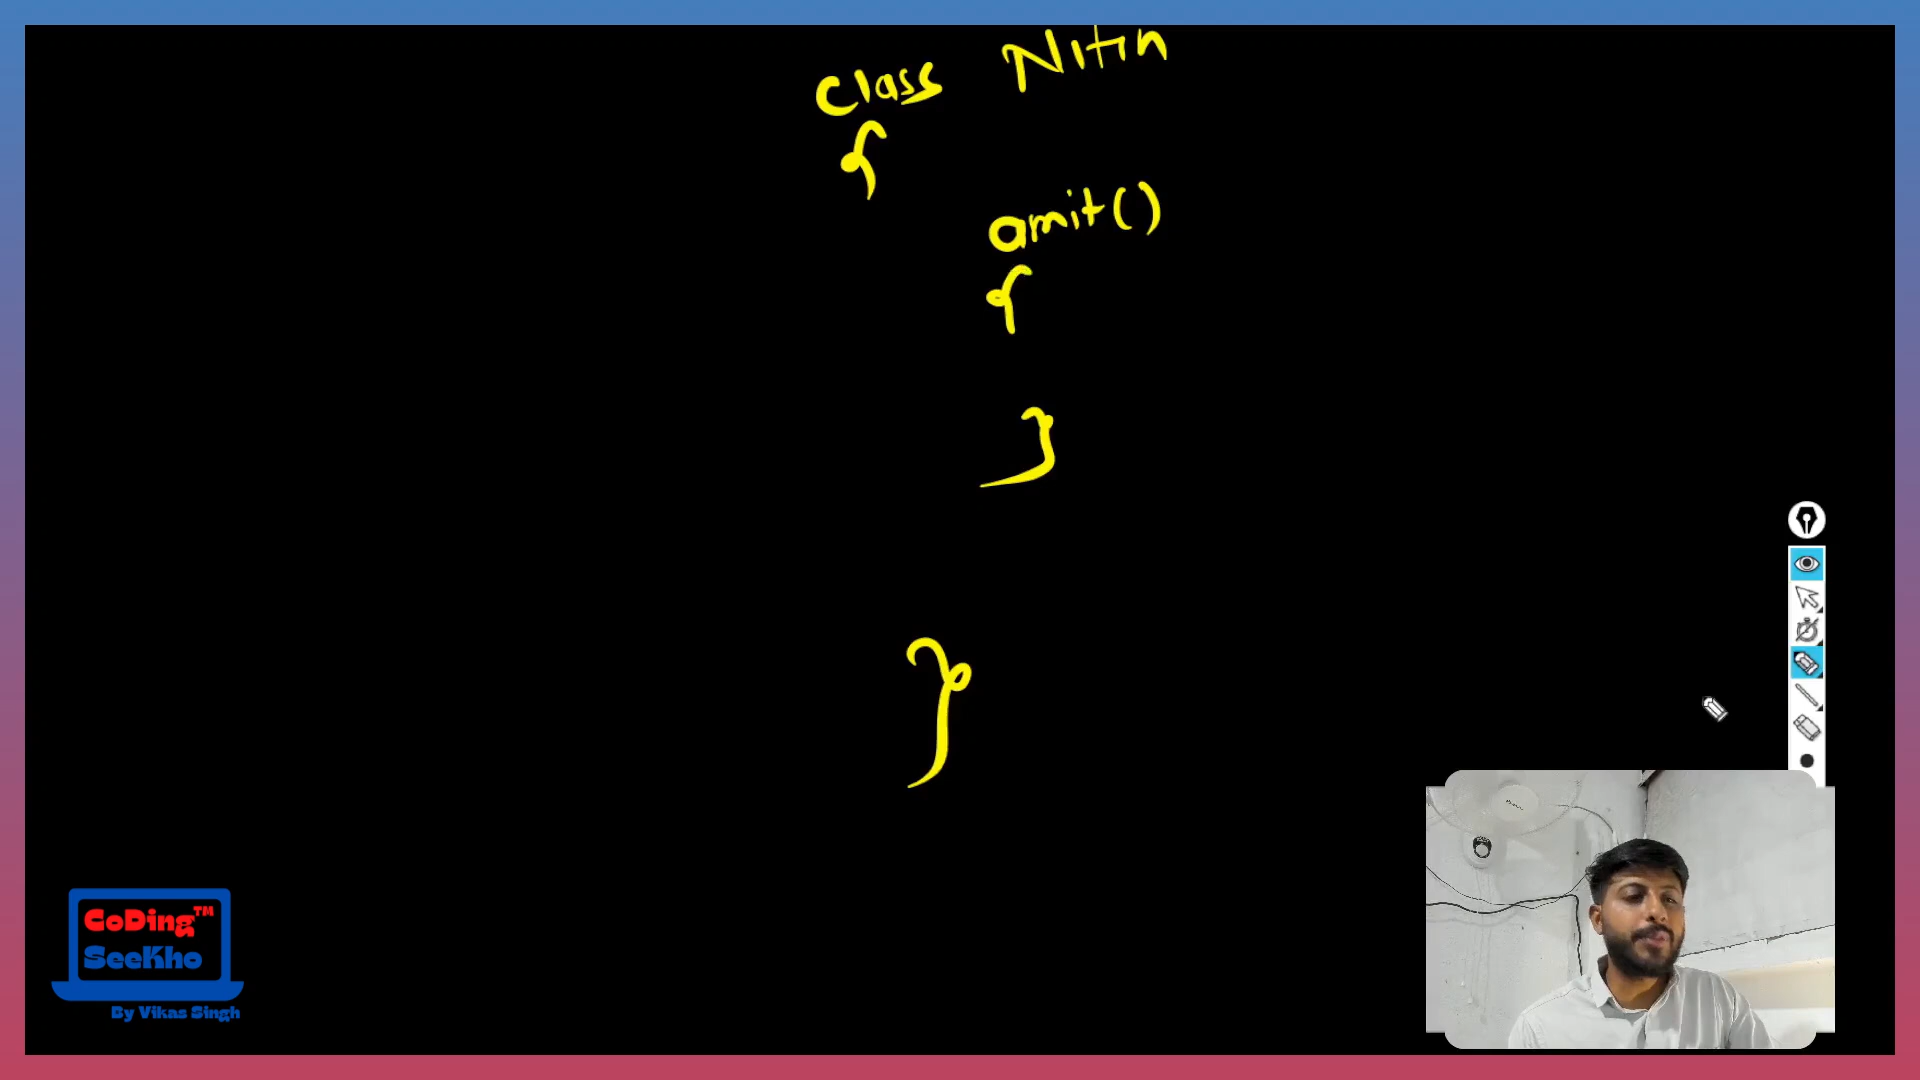 class Nitin
{
amit()
{
}
}
CoDing™
SeeKho
By Vikas Singh